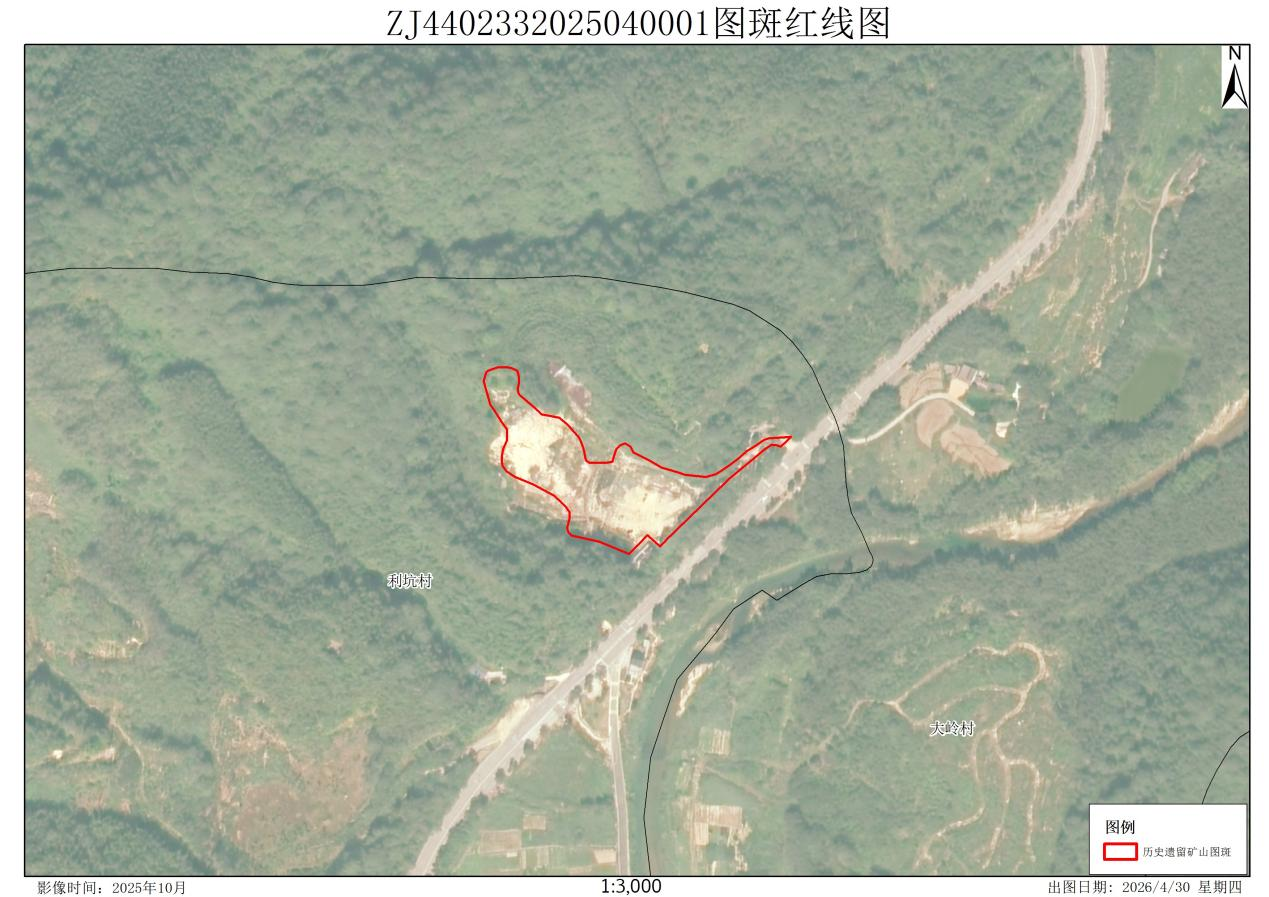 ZJ4402332025040001图斑红线图
N
利坑村
大岭村
图例
历史遗留矿山图斑
影像时间：2025年10月
1:3,000
出图日期: 2026/4/30 星期四